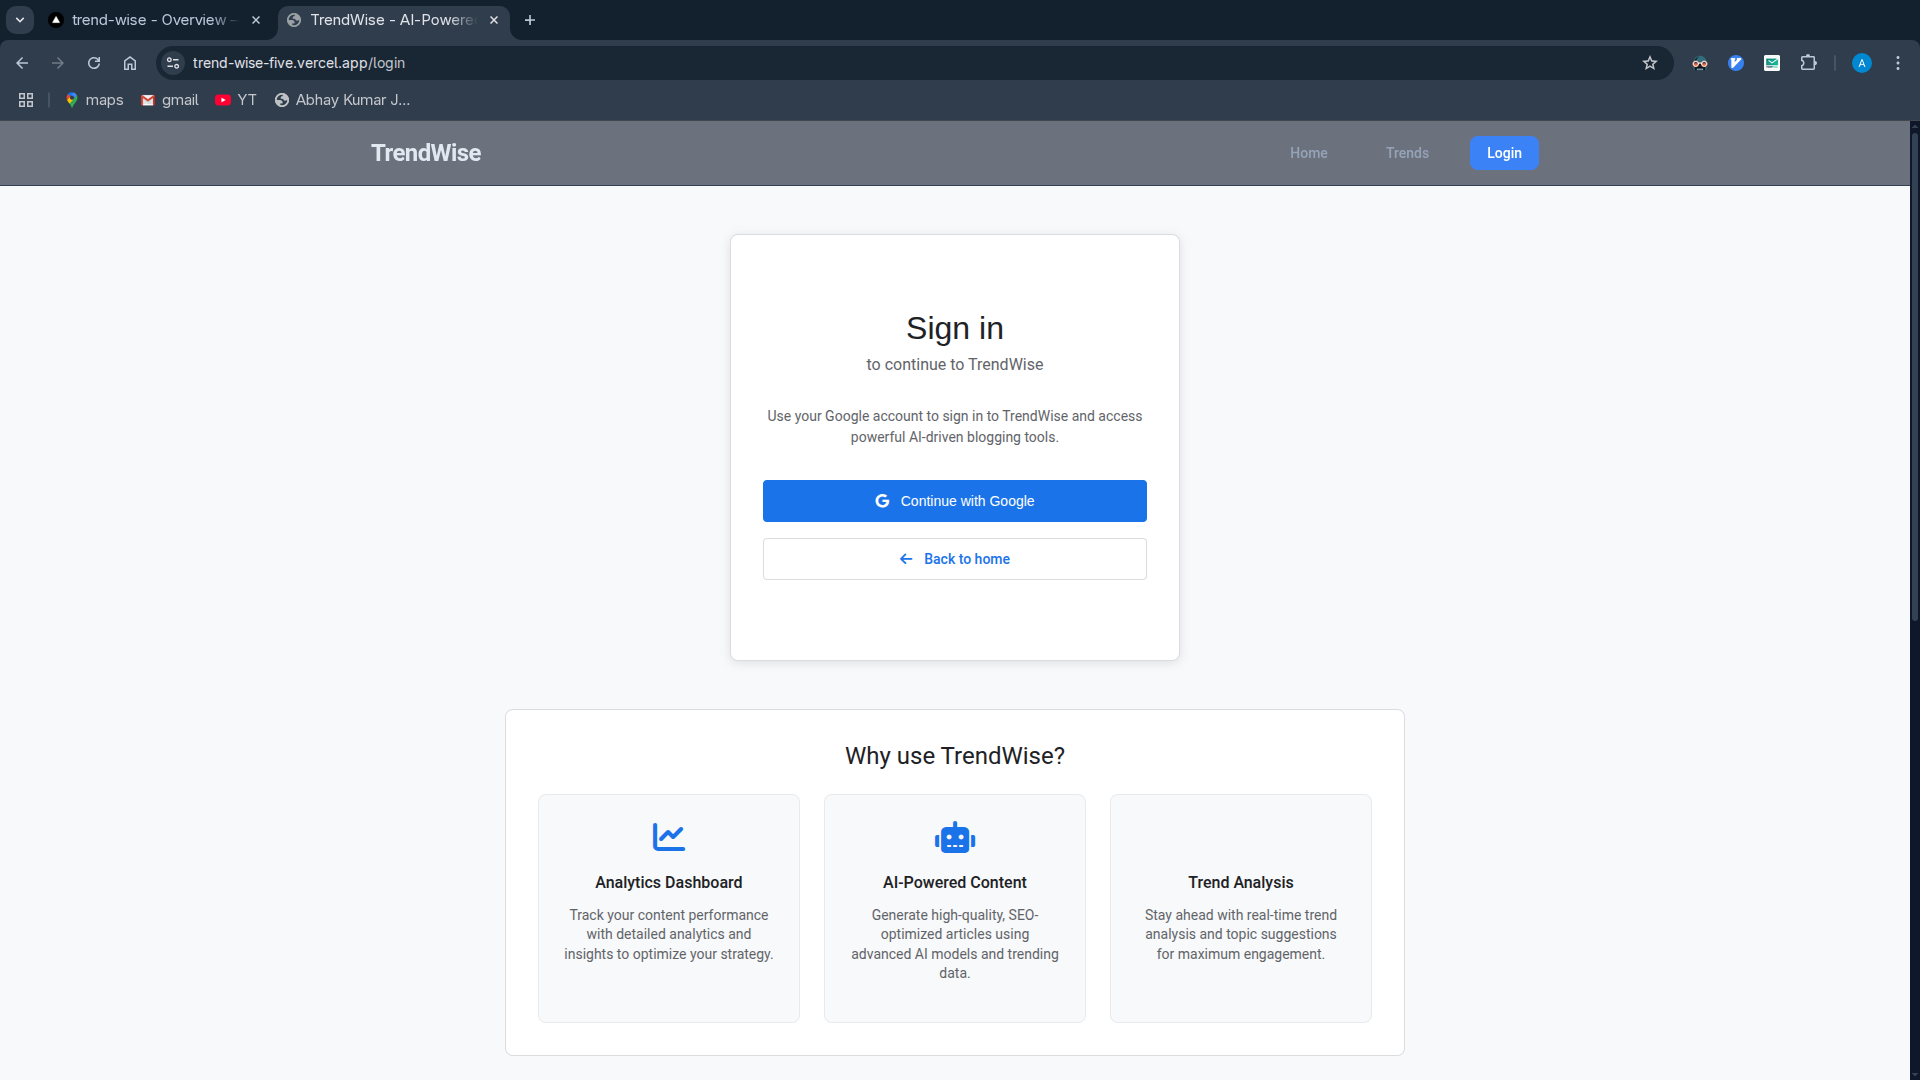 trend-wise - Overview
TrendWise - AI-Powere
trend-wise-five.vercel.app/login
A
maps
gmail
YT
Abhay Kumar J...
TrendWise
Home
Trends
Login
Sign in
to continue to TrendWise
Use your Google account to sign in to TrendWise and access
powerful AI-driven blogging tools.
Continue with Google
Back to home
Why use TrendWise?
Analytics Dashboard
Track your content performance
with detailed analytics and
insights to optimize your strategy.
AI-Powered Content
Generate high-quality, SEO-
optimized articles using
advanced AI models and trending
data.
Trend Analysis
Stay ahead with real-time trend
analysis and topic suggestions
for maximum engagement.